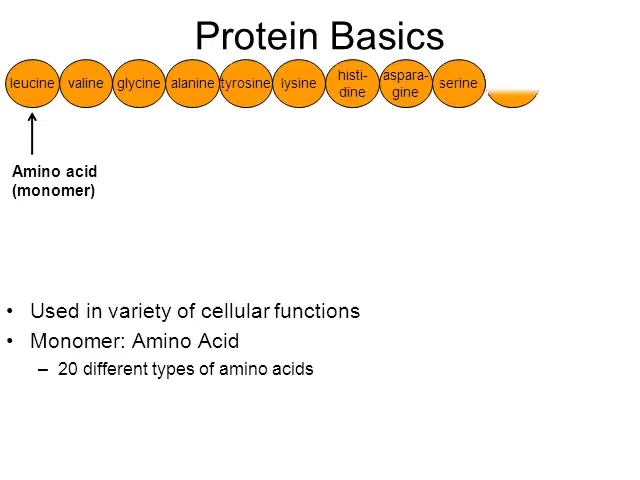 Protein Basics
leucine valine glycine alanine tyrosine lysine histi-
dine aspara-
gine serine
Amino acid
(monomer)
• Used in variety of cellular functions
• Monomer: Amino Acid
– 20 different types of amino acids